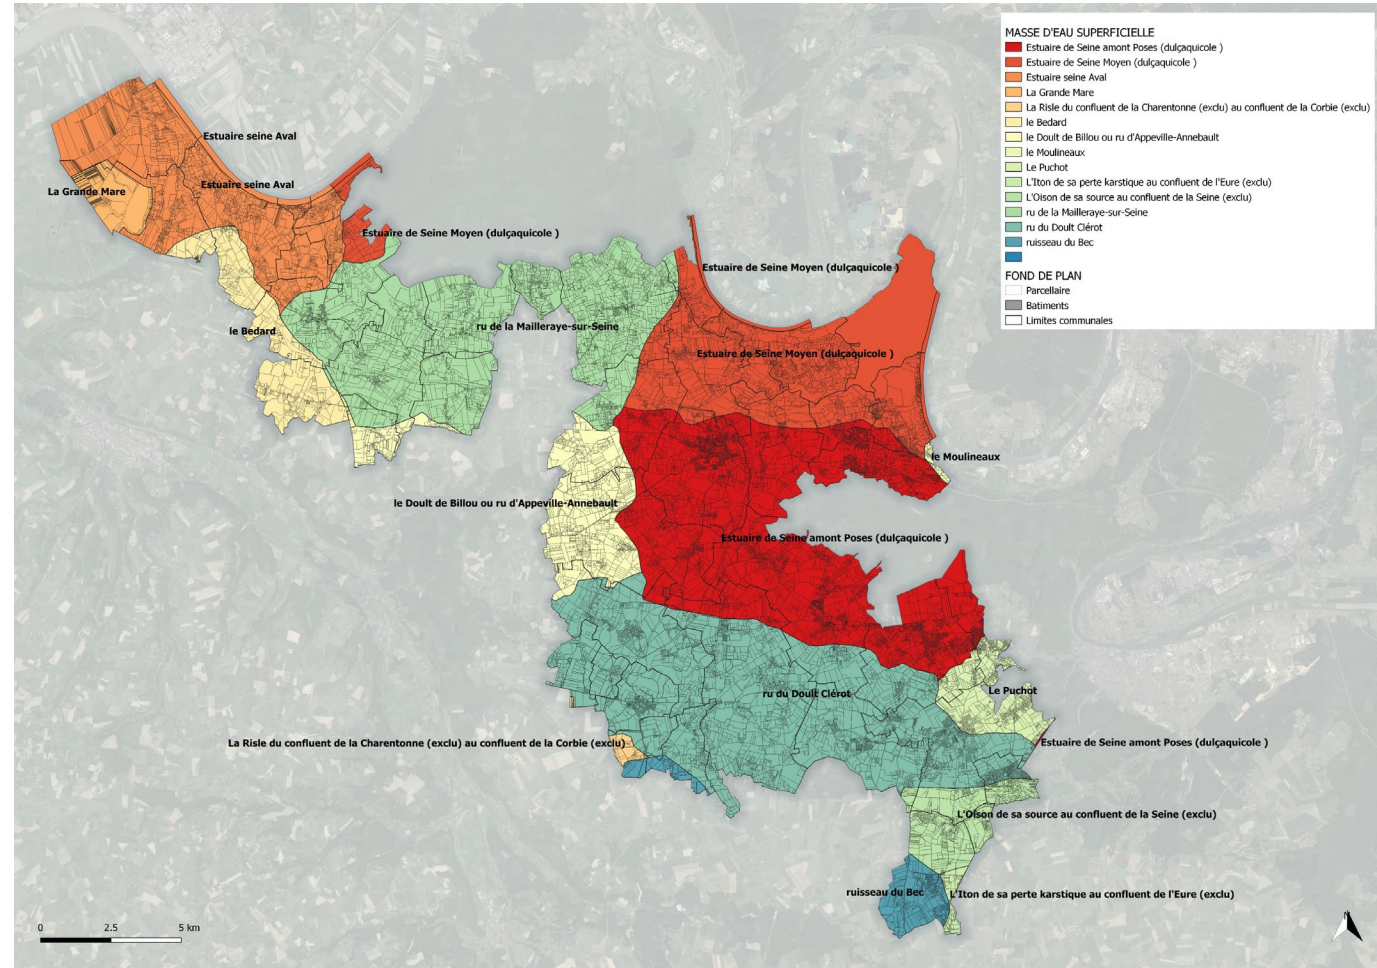 MASSE D'EAU SUPERFICIELLE
Estuaire de Seine amont Poses (dulçaquicole )
Estuaire de Seine Moyen (dulçaquicole )
Estuaire seine Aval
La Grande Mare
La Risle du confluent de la Charentonne (exclu) au confluent de la Corbie (exclu)
le Bedard
le Doult de Billou ou ru d'Appeville-Annebault
le Moulineaux
Le Puchot
L'Iton de sa perte karstique au confluent de l'Eure (exclu)
L'Oison de sa source au confluent de la Seine (exclu)
ru de la Mailleraye-sur-Seine
ru du Doult Clérot
ruisseau du Bec
FOND DE PLAN
Parcellaire
Batiments
Limites communales
Estuaire seine Aval
Estuaire seine Aval
La Grande Mare
Estuaire de Seine Moyen (dulçaquicole )
Estuaire de Seine Moyen (dulçaquicole )
ru de la Mailleraye-sur-Seine
le Bedard
Estuaire de Seine Moyen (dulçaquicole )
le Moulineaux
le Doult de Billou ou ru d'Appeville-Annebault
Estuaire de Seine amont Poses (dulçaquicole )
ru du Doult Clérot
Le Puchot
La Risle du confluent de la Charentonne (exclu) au confluent de la Corbie (exclu)
Estuaire de Seine amont Poses (dulçaquicole )
L'Oison de sa source au confluent de la Seine (exclu)
ruisseau du Bec
L'Iton de sa perte karstique au confluent de l'Eure (exclu)
0 2.5 5 km
N